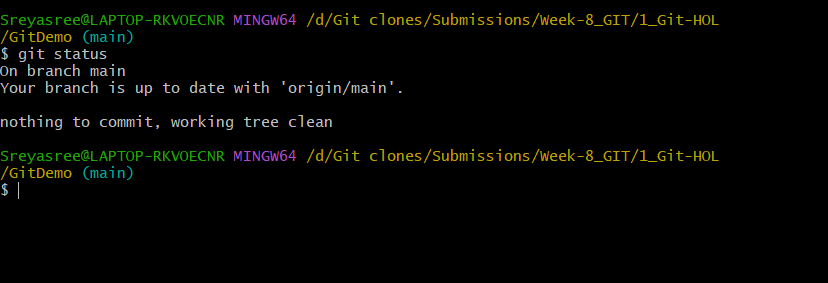 Sreyasree@LAPTOP-RKVOECNR MINGW64 /d/Git clones/Submissions/Week-8_GIT/1_Git-HOL
/GitDemo (main)
$ git status
On branch main
Your branch is up to date with 'origin/main'.
nothing to commit, working tree clean
Sreyasree@LAPTOP-RKVOECNR MINGW64 /d/Git clones/Submissions/Week-8_GIT/1_Git-HOL
/GitDemo (main)
$